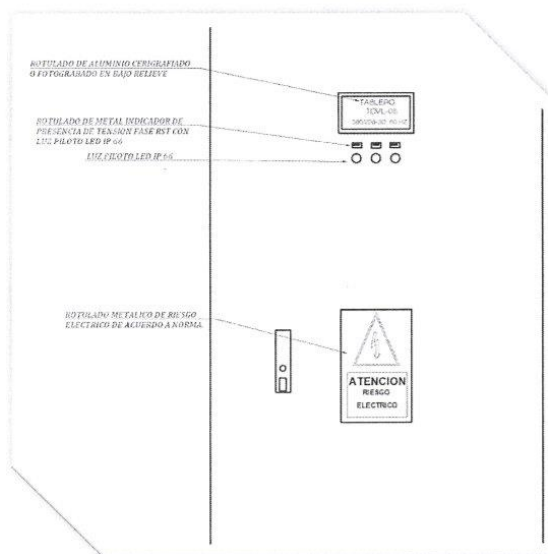 ROTULADO DE ALUMINIO CERIGRAFIADO
O FOTOGRABADO EN BAJO RELIEVE
TABLERO
ROTULADO DE METAL INDICADOR DE
PRESENCIA DE TENSION FASE RST CON
LUZ PILOTO LED IP 66
LUZ PILOTO LED IP 66
ROTULADO METALICO DE RIESGO
ELECTRICO DE ACUERDO A NORMA.
ATENCION
RIESGO
ELECTRICO